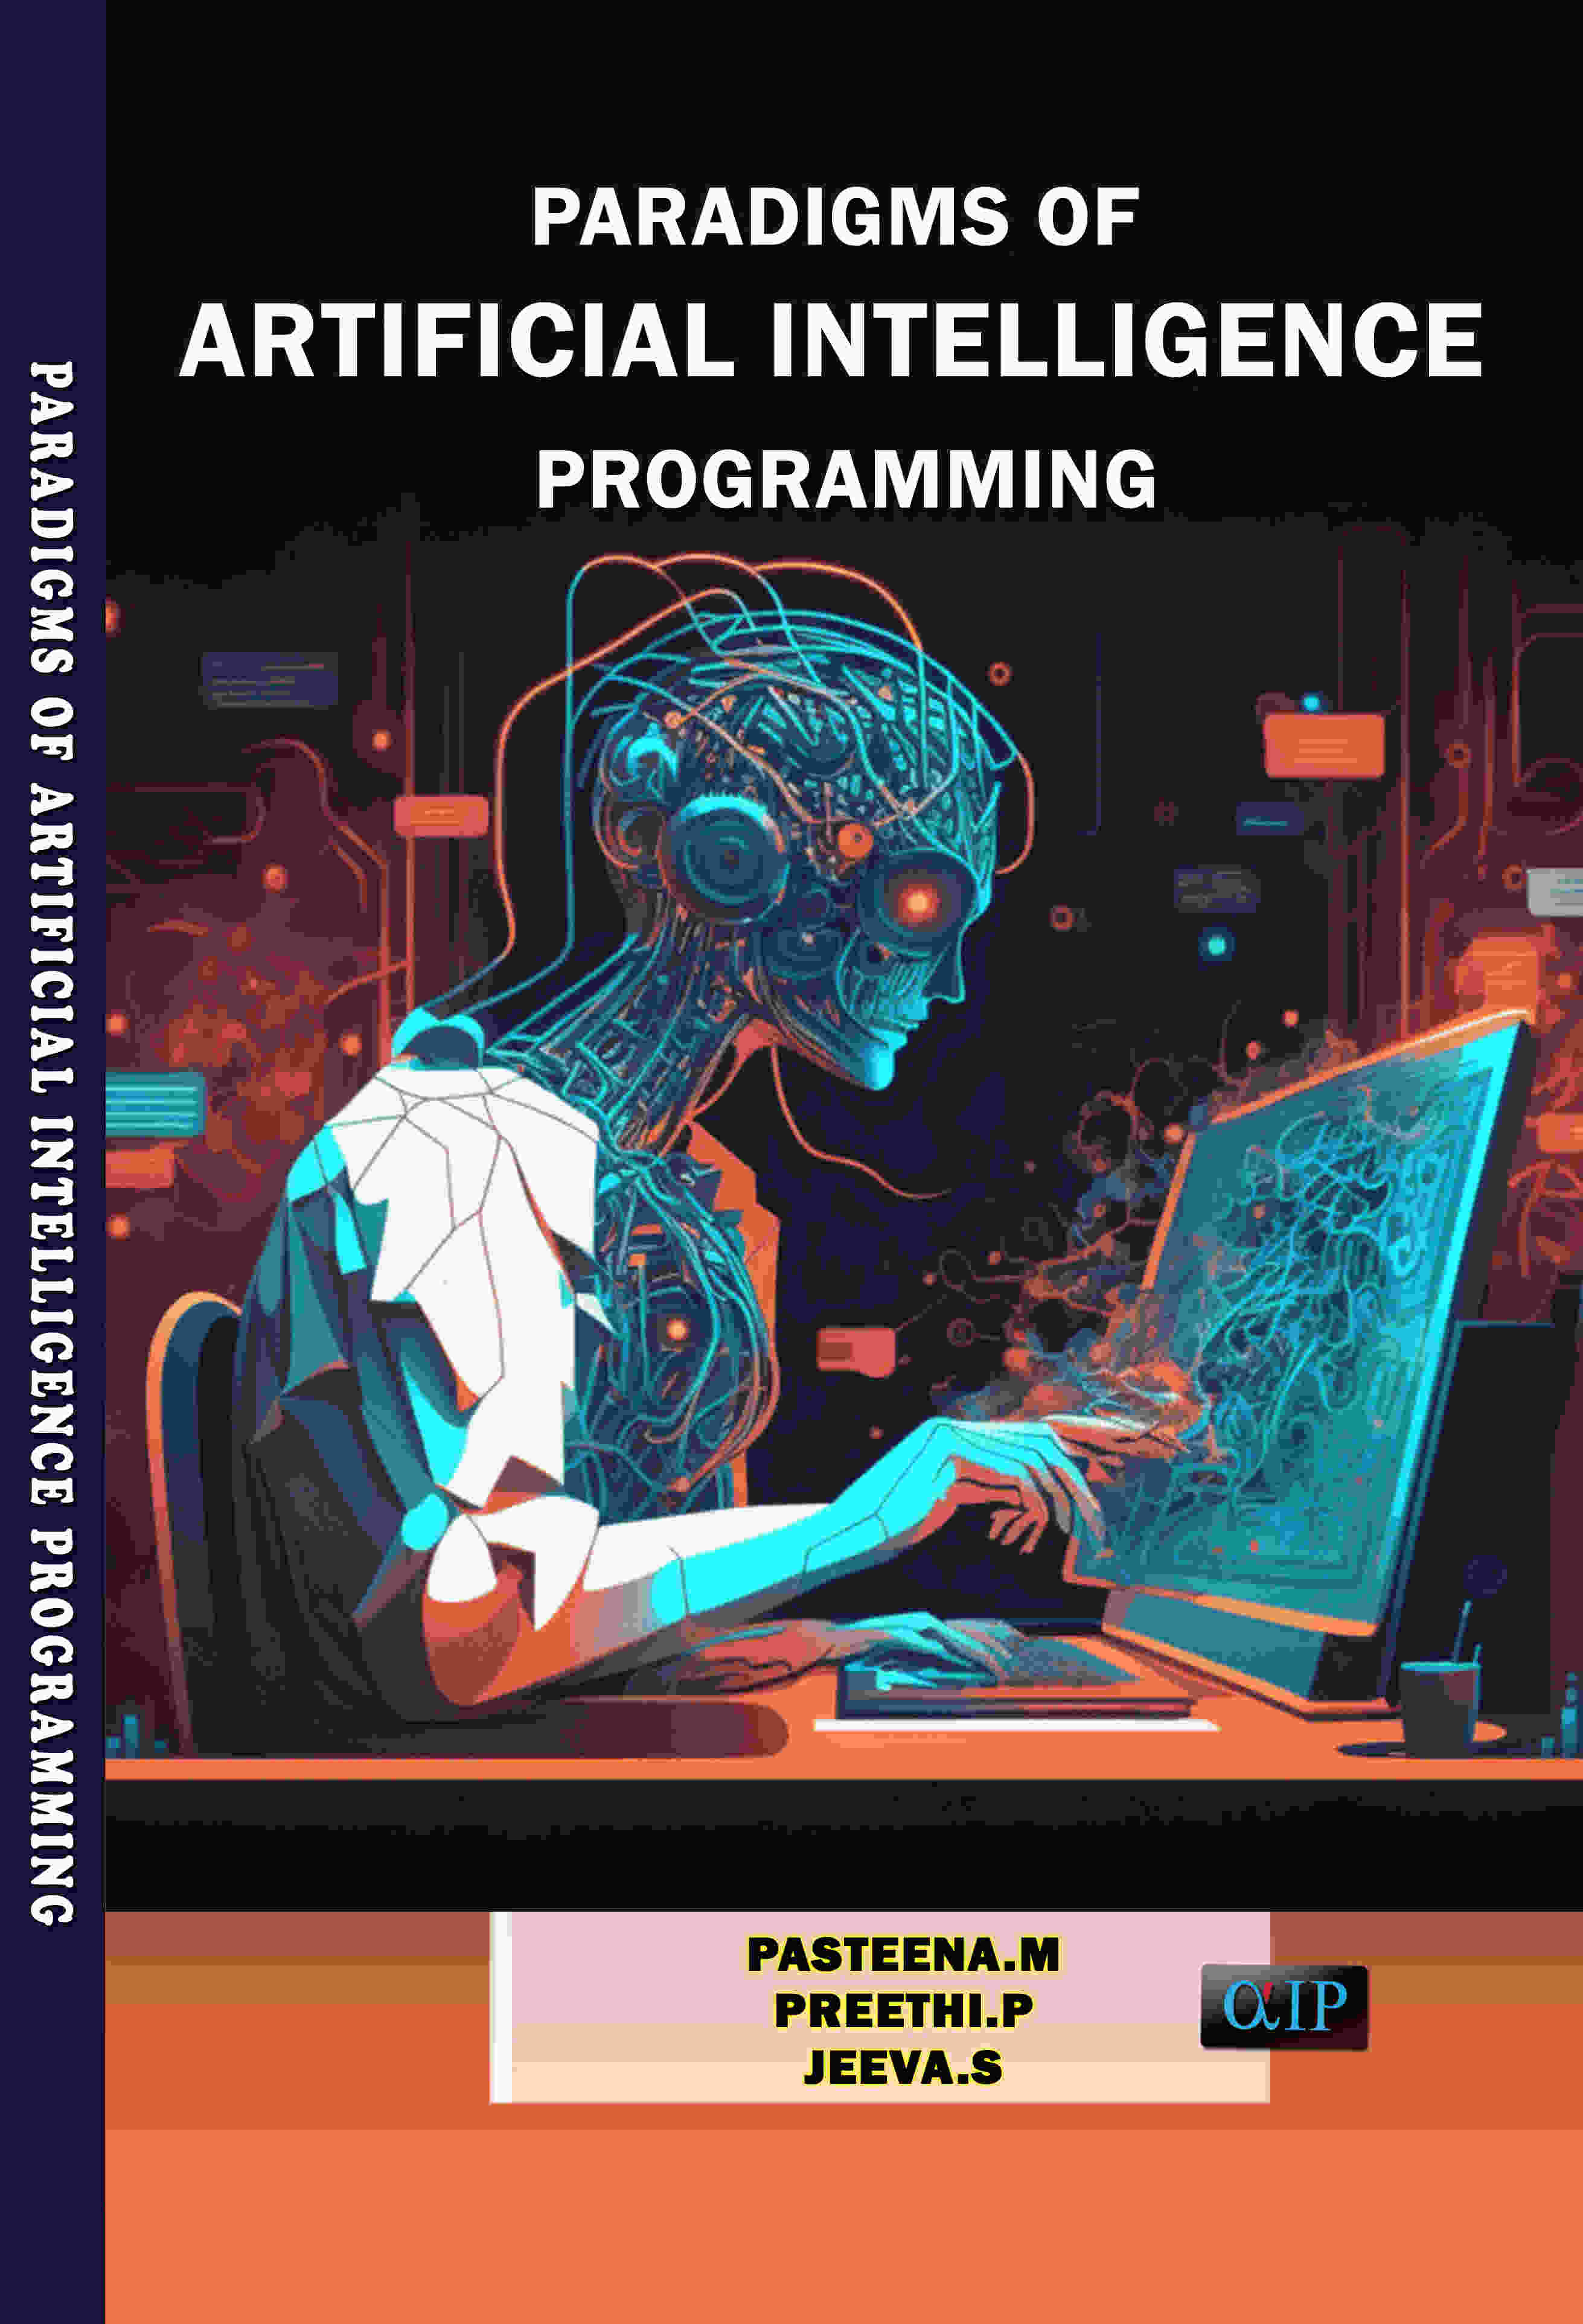 PARADIGMS OF ARTIFICIAL INTELLIGENCE PROGRAMMING
PARADIGMS OF
ARTIFICIAL INTELLIGENCE
PROGRAMMING
PASTEENA.M
PREETHI.P
JEEVA.S
αIP